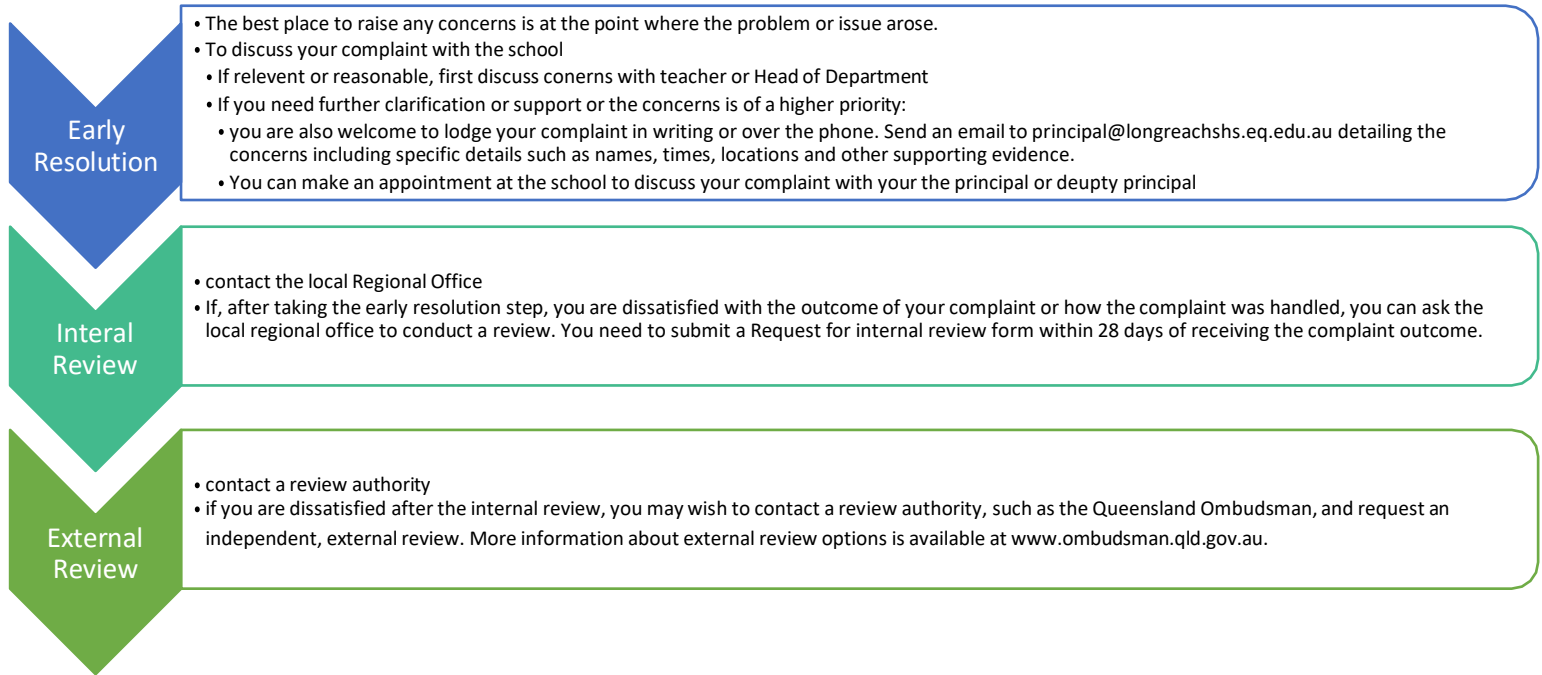 Early
Resolution
• The best place to raise any concerns is at the point where the problem or issue arose.
• To discuss your complaint with the school
• If relevent or reasonable, first discuss conerns with teacher or Head of Department
• If you need further clarification or support or the concerns is of a higher priority:
• you are also welcome to lodge your complaint in writing or over the phone. Send an email to principal@longreachshs.eq.edu.au detailing the
concerns including specific details such as names, times, locations and other supporting evidence.
• You can make an appointment at the school to discuss your complaint with your the principal or deupty principal
Interal
Review
• contact the local Regional Office
• If, after taking the early resolution step, you are dissatisfied with the outcome of your complaint or how the complaint was handled, you can ask the
local regional office to conduct a review. You need to submit a Request for internal review form within 28 days of receiving the complaint outcome.
External
Review
• contact a review authority
• if you are dissatisfied after the internal review, you may wish to contact a review authority, such as the Queensland Ombudsman, and request an
independent, external review. More information about external review options is available at www.ombudsman.qld.gov.au.